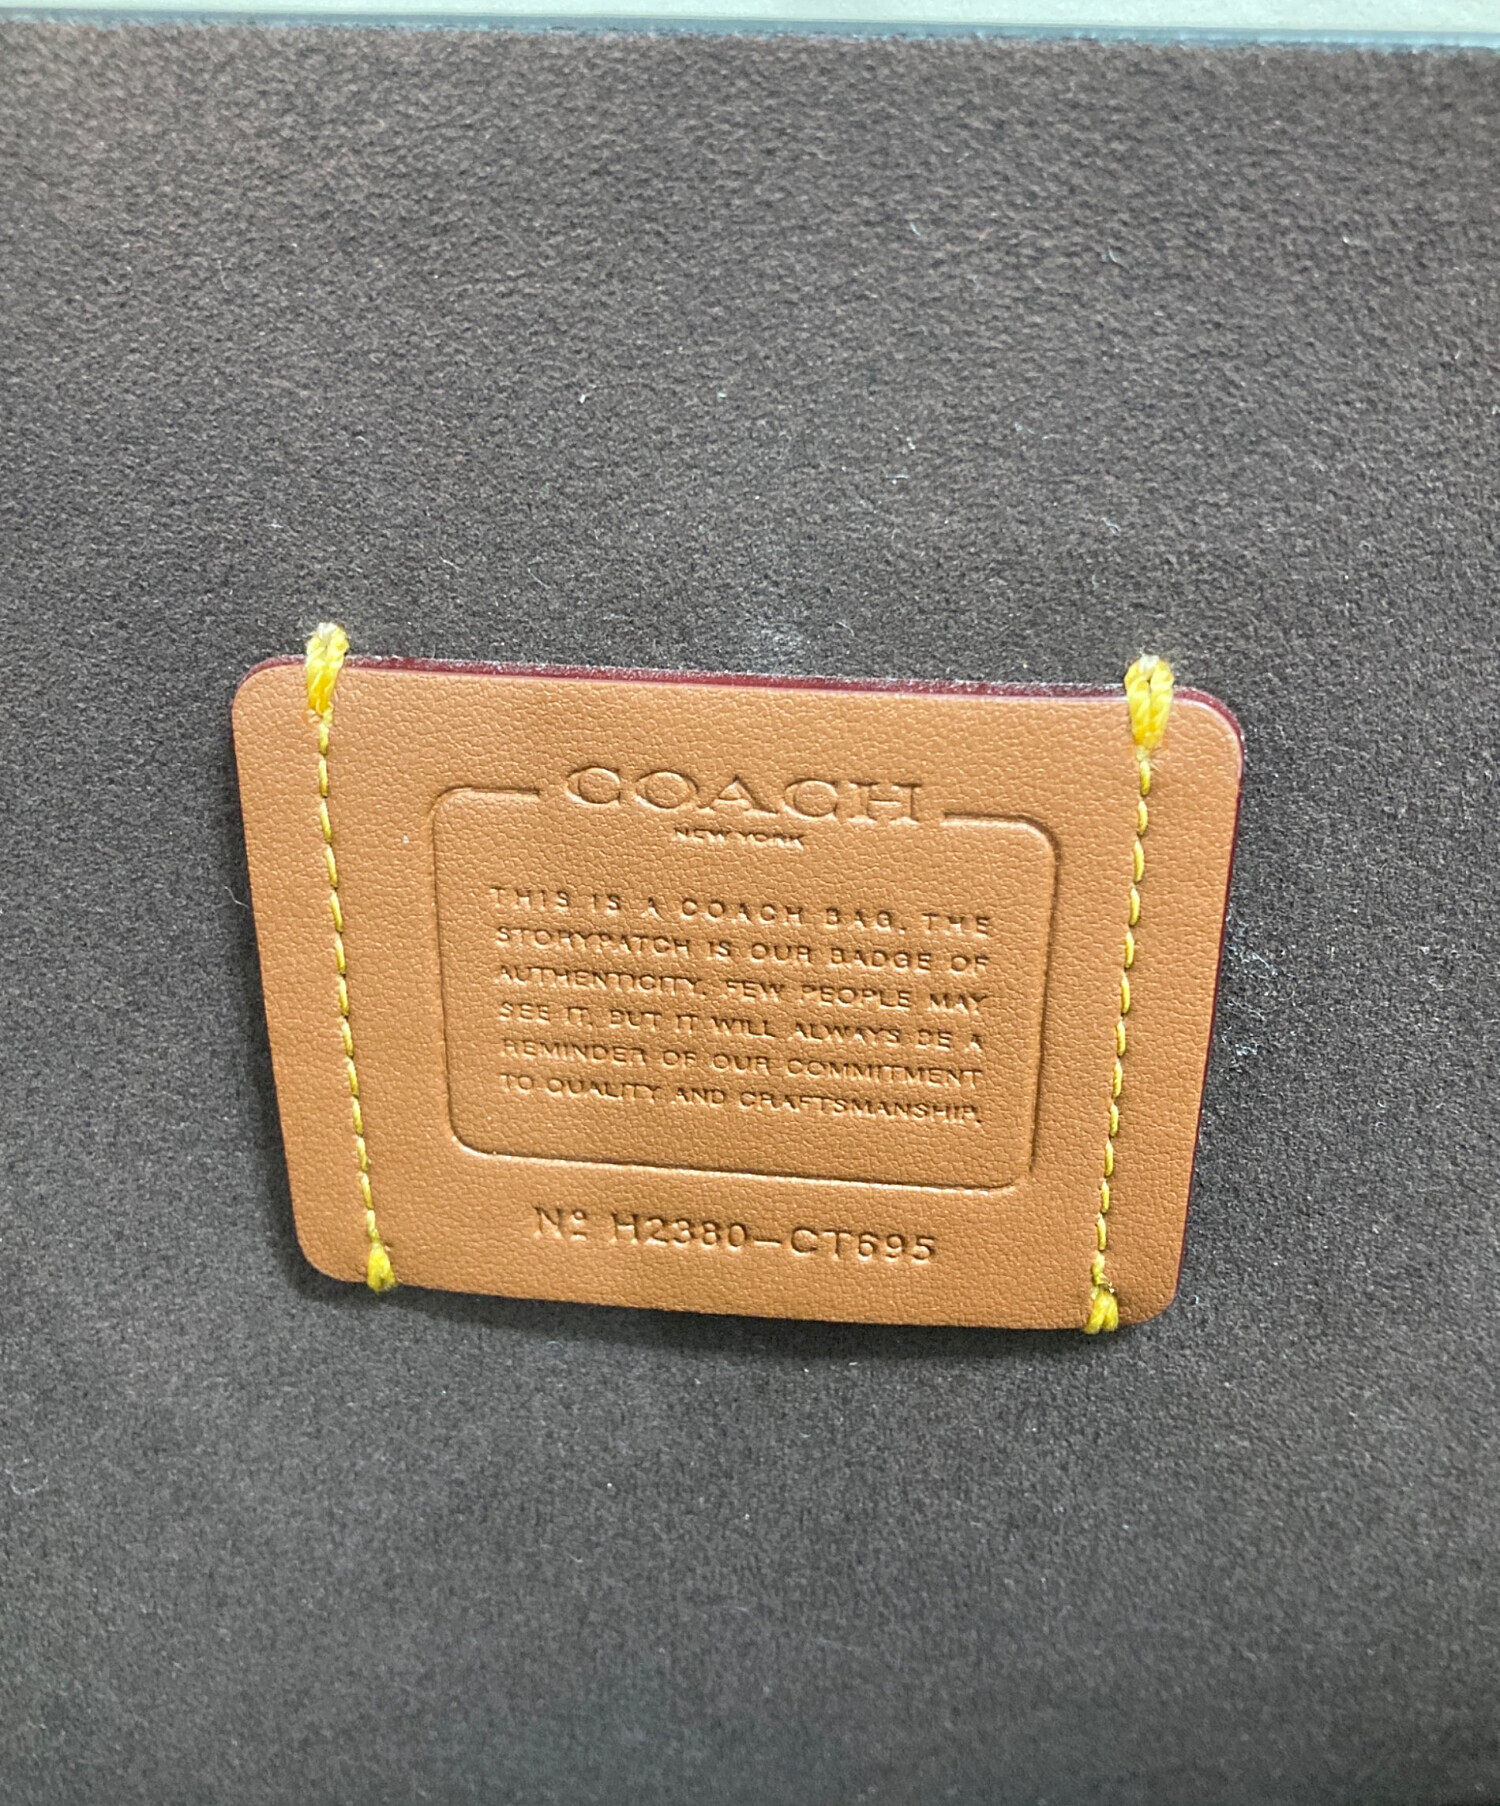 COACH
NEW YORK
THIS IS A COACH BAG. THE
STORYPATCH IS OUR BADGE OF
AUTHENTICITY. FEW PEOPLE MAY
SEE IT, BUT IT WILL ALWAYS BE A
REMINDER OF OUR COMMITMENT
TO QUALITY AND CRAFTSMANSHIP.
Nº H2380-CT695